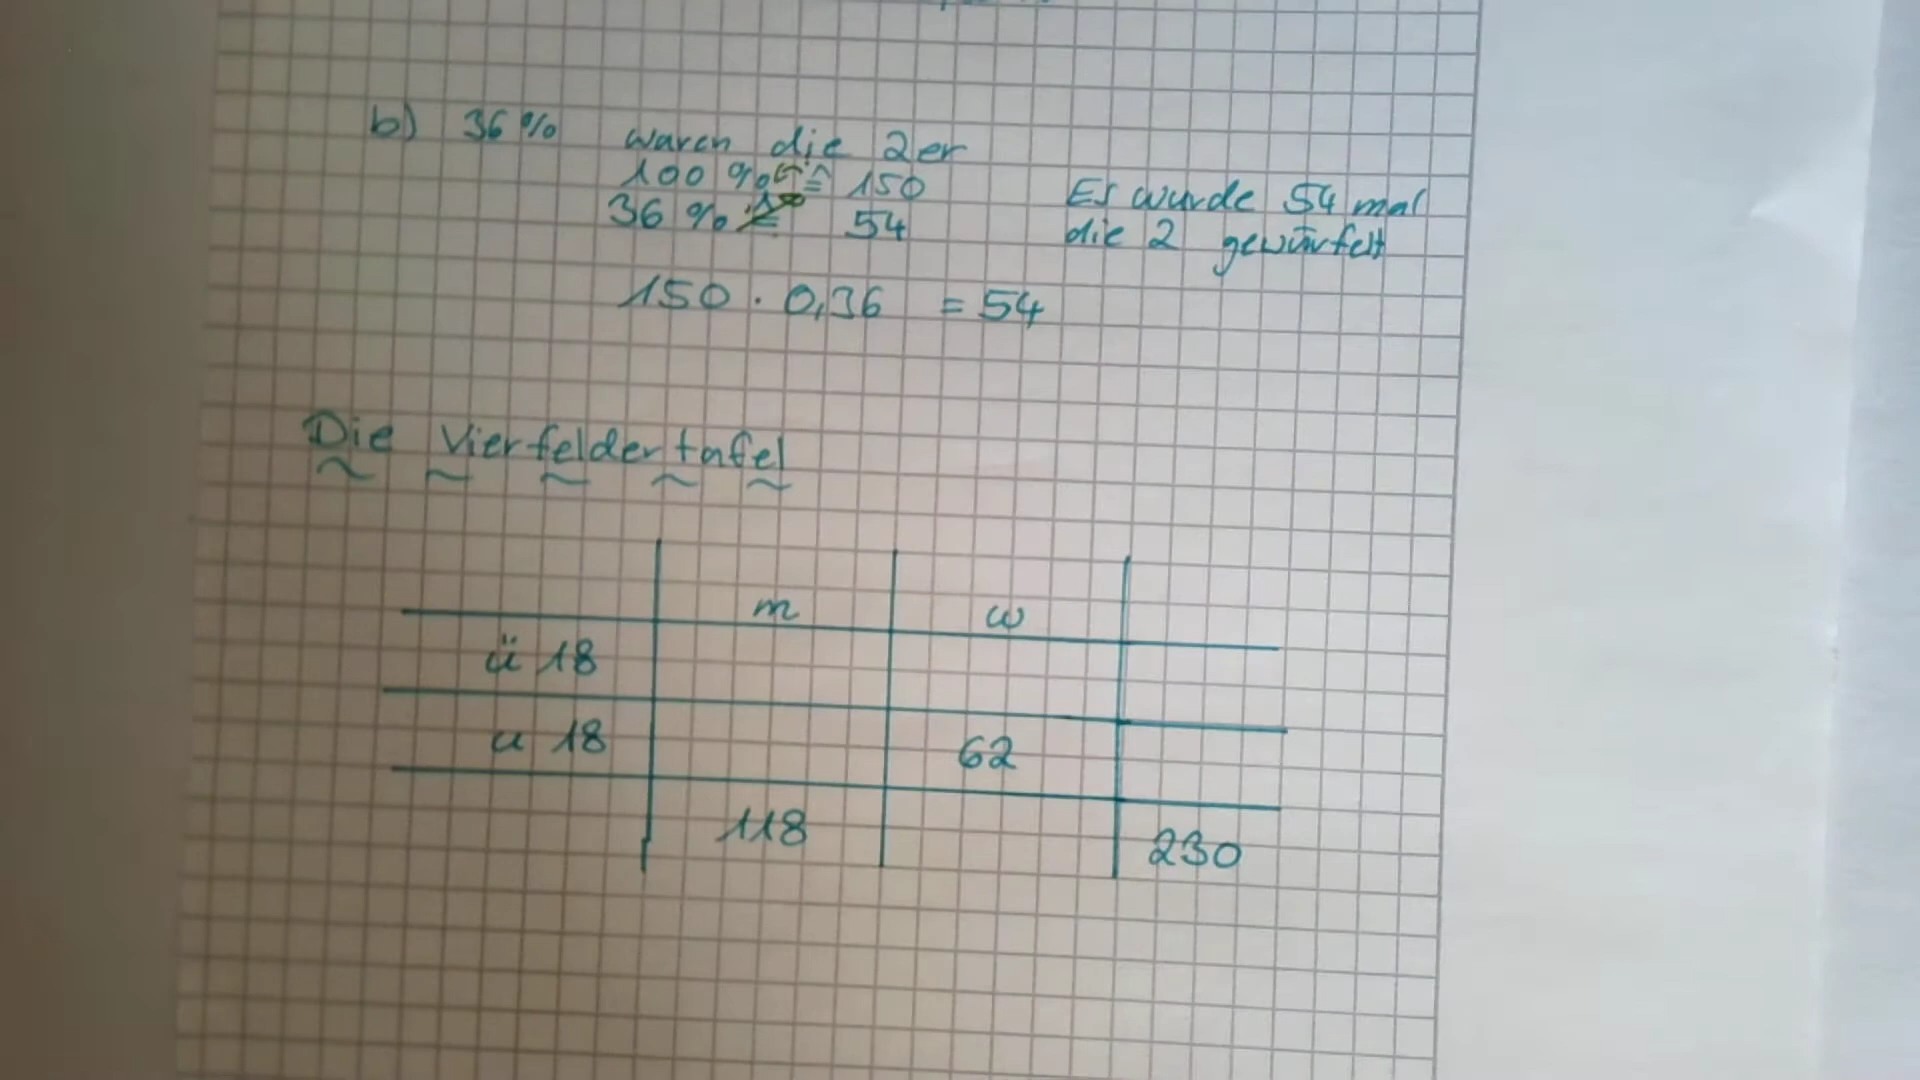 b) 36% waren die 2er
100 % ≙ 150
36 % ≙ 54
Es wurde 54 mal
die 2 gewürfelt
150 · 0,36 = 54
Die Vierfeldertafel
m w
ü 18
u 18 62
118 230